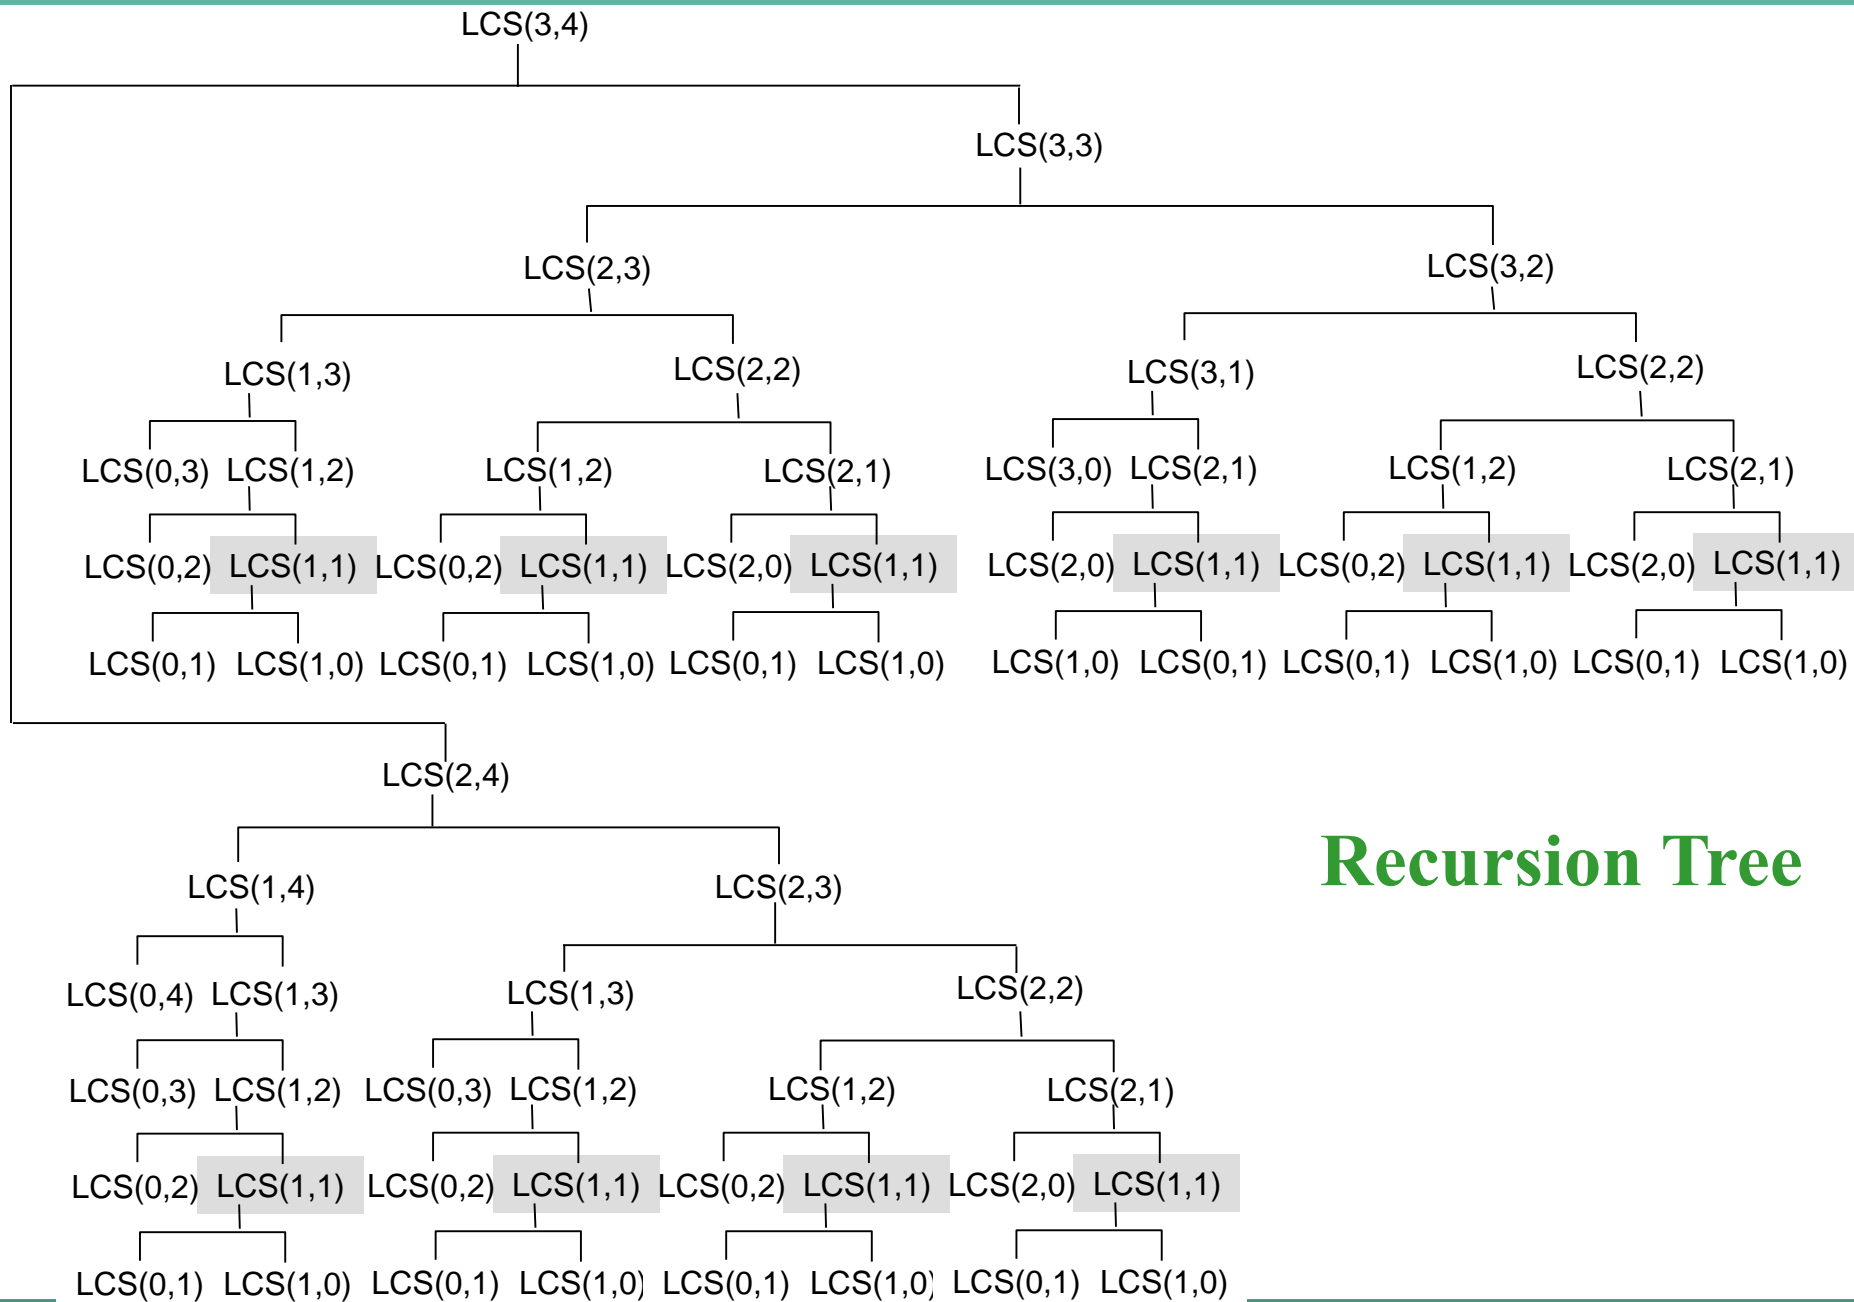 LCS(3,4)
LCS(3,3)
LCS(2,3) LCS(3,2)
LCS(1,3) LCS(2,2) LCS(3,1) LCS(2,2)
LCS(0,3) LCS(1,2) LCS(1,2) LCS(2,1) LCS(3,0) LCS(2,1) LCS(1,2) LCS(2,1)
LCS(0,2) LCS(1,1) LCS(0,2) LCS(1,1) LCS(2,0) LCS(1,1) LCS(2,0) LCS(1,1) LCS(0,2) LCS(1,1) LCS(2,0) LCS(1,1)
LCS(0,1) LCS(1,0) LCS(0,1) LCS(1,0) LCS(0,1) LCS(1,0) LCS(1,0) LCS(0,1) LCS(0,1) LCS(1,0) LCS(0,1) LCS(1,0)
LCS(2,4)
Recursion Tree
LCS(1,4) LCS(2,3)
LCS(0,4) LCS(1,3) LCS(1,3) LCS(2,2)
LCS(0,3) LCS(1,2) LCS(0,3) LCS(1,2) LCS(1,2) LCS(2,1)
LCS(0,2) LCS(1,1) LCS(0,2) LCS(1,1) LCS(0,2) LCS(1,1) LCS(2,0) LCS(1,1)
LCS(0,1) LCS(1,0) LCS(0,1) LCS(1,0) LCS(0,1) LCS(1,0) LCS(0,1) LCS(1,0)